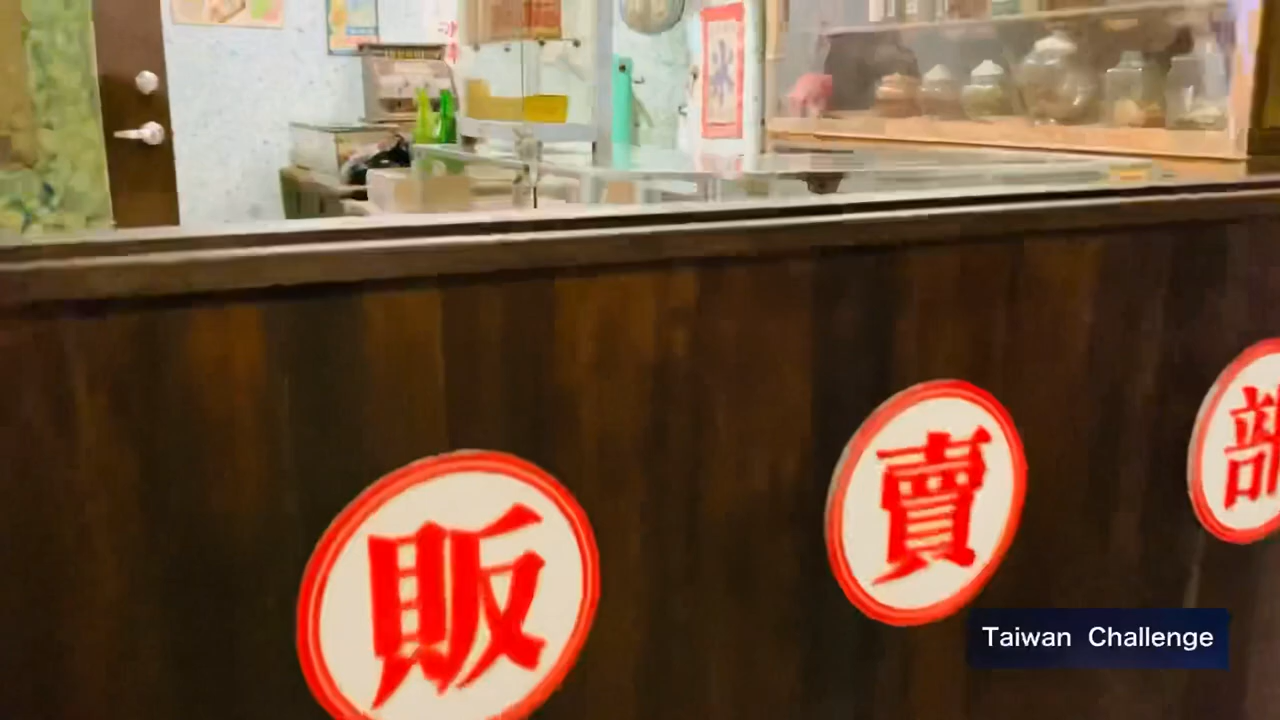 販賣部
Taiwan Challenge